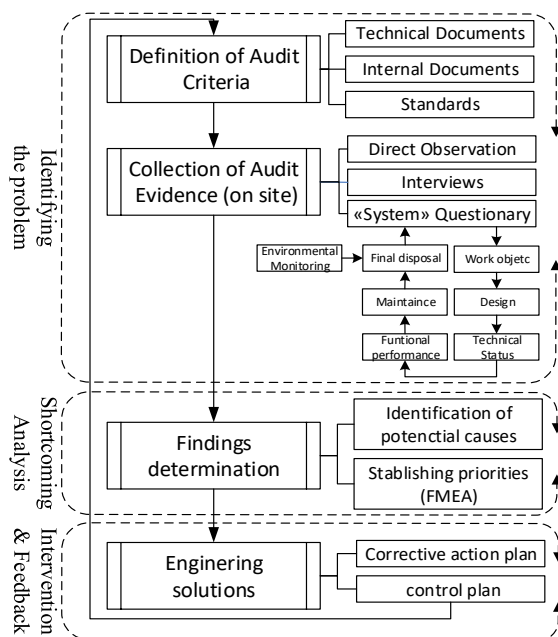 Identifying
the problem
Definition of Audit
Criteria
Technical Documents
Internal Documents
Standards
Collection of Audit
Evidence (on site)
Direct Observation
Interviews
«System» Questionary
Environmental
Monitoring
Final disposal
Work objetc
Maintaince
Design
Funtional
performance
Technical
Status
Shortcoming
Analysis
Findings
determination
Identification of
potenctial causes
Stablishing priorities
(FMEA)
Intervention
& Feedback
Enginering
solutions
Corrective action plan
control plan